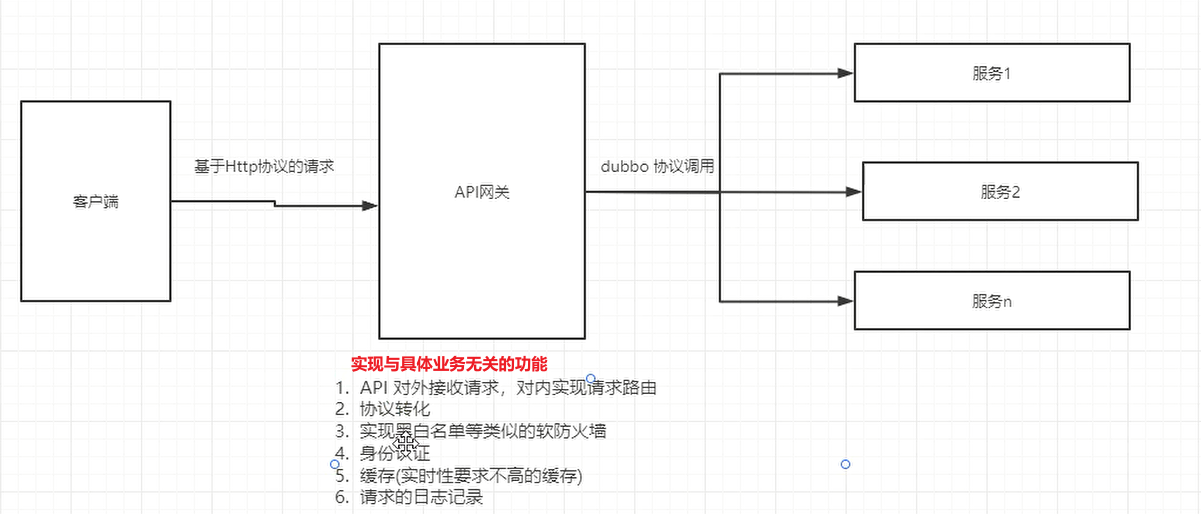 客户端
基于Http协议的请求
API网关
dubbo 协议调用
服务1
服务2
服务n
实现与具体业务无关的功能
1. API 对外接收请求，对内实现请求路由
2. 协议转化
3. 实现黑白名单等类似的软防火墙
4. 身份认证
5. 缓存(实时性要求不高的缓存)
6. 请求的日志记录